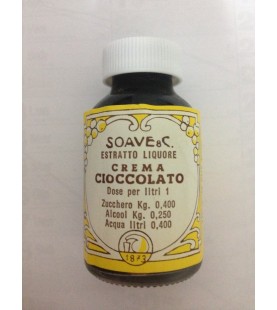 SOAVE&C.
ESTRATTO LIQUORE
CREMA
CIOCCOLATO
Dose per litri 1
Zucchero Kg. 0,400
Alcool Kg. 0,250
Acqua litri 0,400
1873